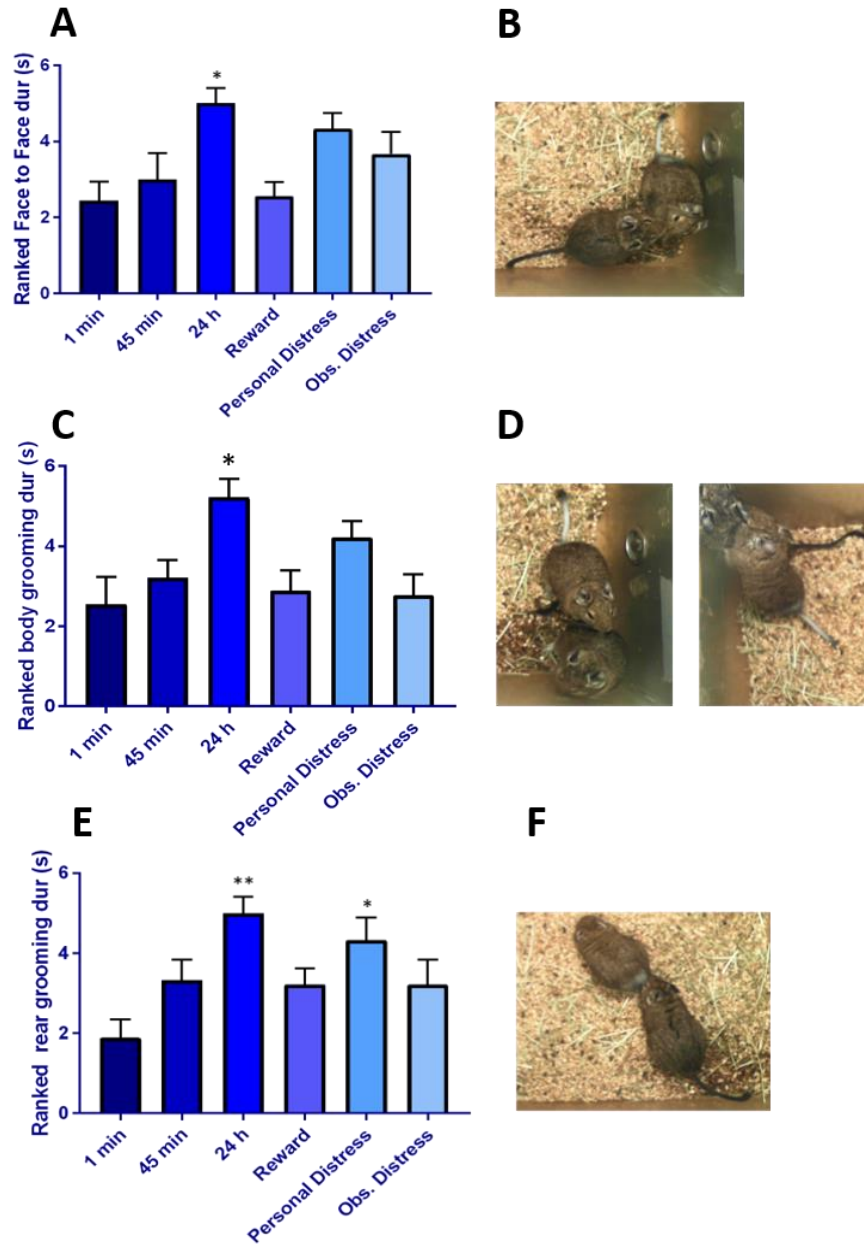 A
B
Ranked Face to Face dur (s)
6
4
2
0
*
1 min
45 min
24 h
Reward
Personal Distress
Obs. Distress
C
D
Ranked body grooming dur (s)
6
4
2
0
*
1 min
45 min
24 h
Reward
Personal Distress
Obs. Distress
E
F
Ranked rear grooming dur (s)
6
4
2
0
**
*
1 min
45 min
24 h
Reward
Personal Distress
Obs. Distress